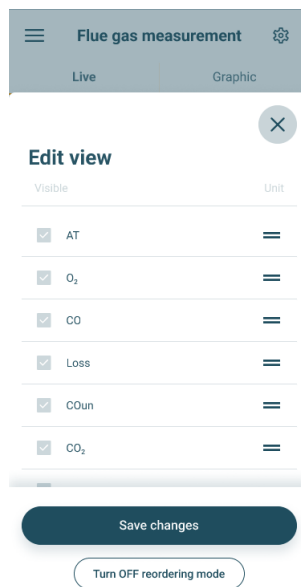 Flue gas measurement
Live Graphic
Edit view
Visible Unit
AT
O₂
CO
Loss
COun
CO₂
Save changes
Turn OFF reordering mode